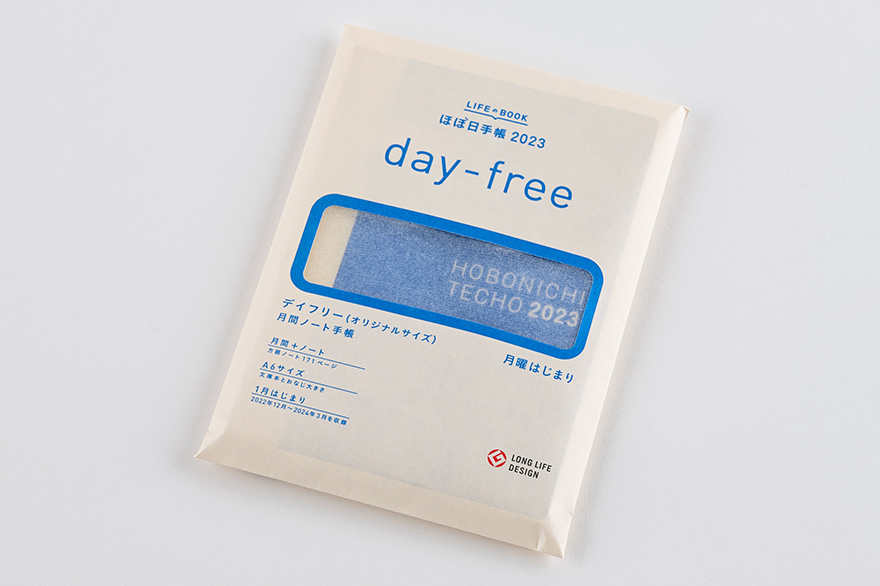 LIFEのBOOK
ほぼ日手帳 2023
day-free
HOBONICHI
TECHO 2023
デイフリー(オリジナルサイズ)
月間ノート手帳
月曜はじまり
月間+ノート
方眼ノート171ページ
A6サイズ
文庫本とおなじ大きさ
1月はじまり
2022年12月〜2024年3月を収録
LONG LIFE
DESIGN